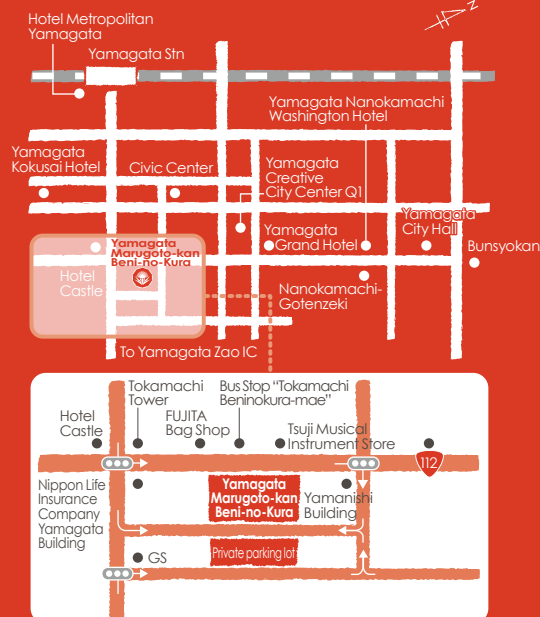 N
Hotel Metropolitan
Yamagata
Yamagata Stn
Yamagata Nanokamachi
Washington Hotel
Yamagata
Kokusai Hotel
Civic Center
Yamagata
Creative
City Center Q1
Yamagata
City Hall
Yamagata
Grand Hotel
Bunsyokan
Yamagata
Marugoto-kan
Beni-no-Kura
Hotel
Castle
Nanokamachi-
Gotenzeki
To Yamagata Zao IC
Tokamachi
Tower
Bus Stop “Tokamachi
Beninokura-mae”
Hotel
Castle
FUJITA
Bag Shop
Tsuji Musical
Instrument Store
112
Nippon Life
Insurance
Company
Yamagata
Building
Yamagata
Marugoto-kan
Beni-no-Kura
Yamanishi
Building
Private parking lot
GS